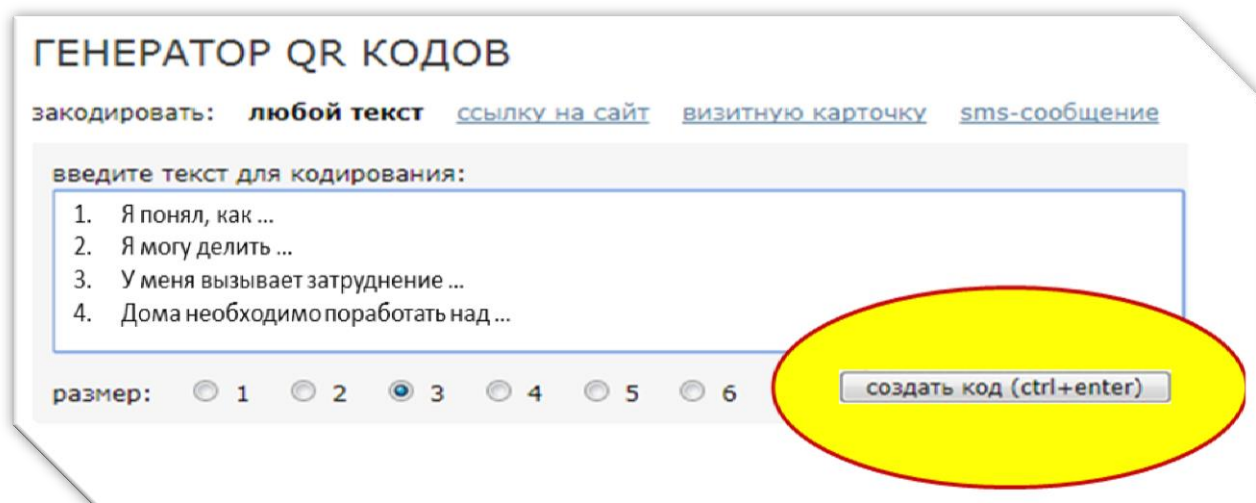 ГЕНЕРАТОР QR КОДОВ
закодировать: любой текст ссылку на сайт визитную карточку sms-сообщение
введите текст для кодирования:
1. Я понял, как ...
2. Я могу делить ...
3. У меня вызывает затруднение ...
4. Дома необходимо поработать над ...
размер: 1 2 3 4 5 6 создать код (ctrl+enter)